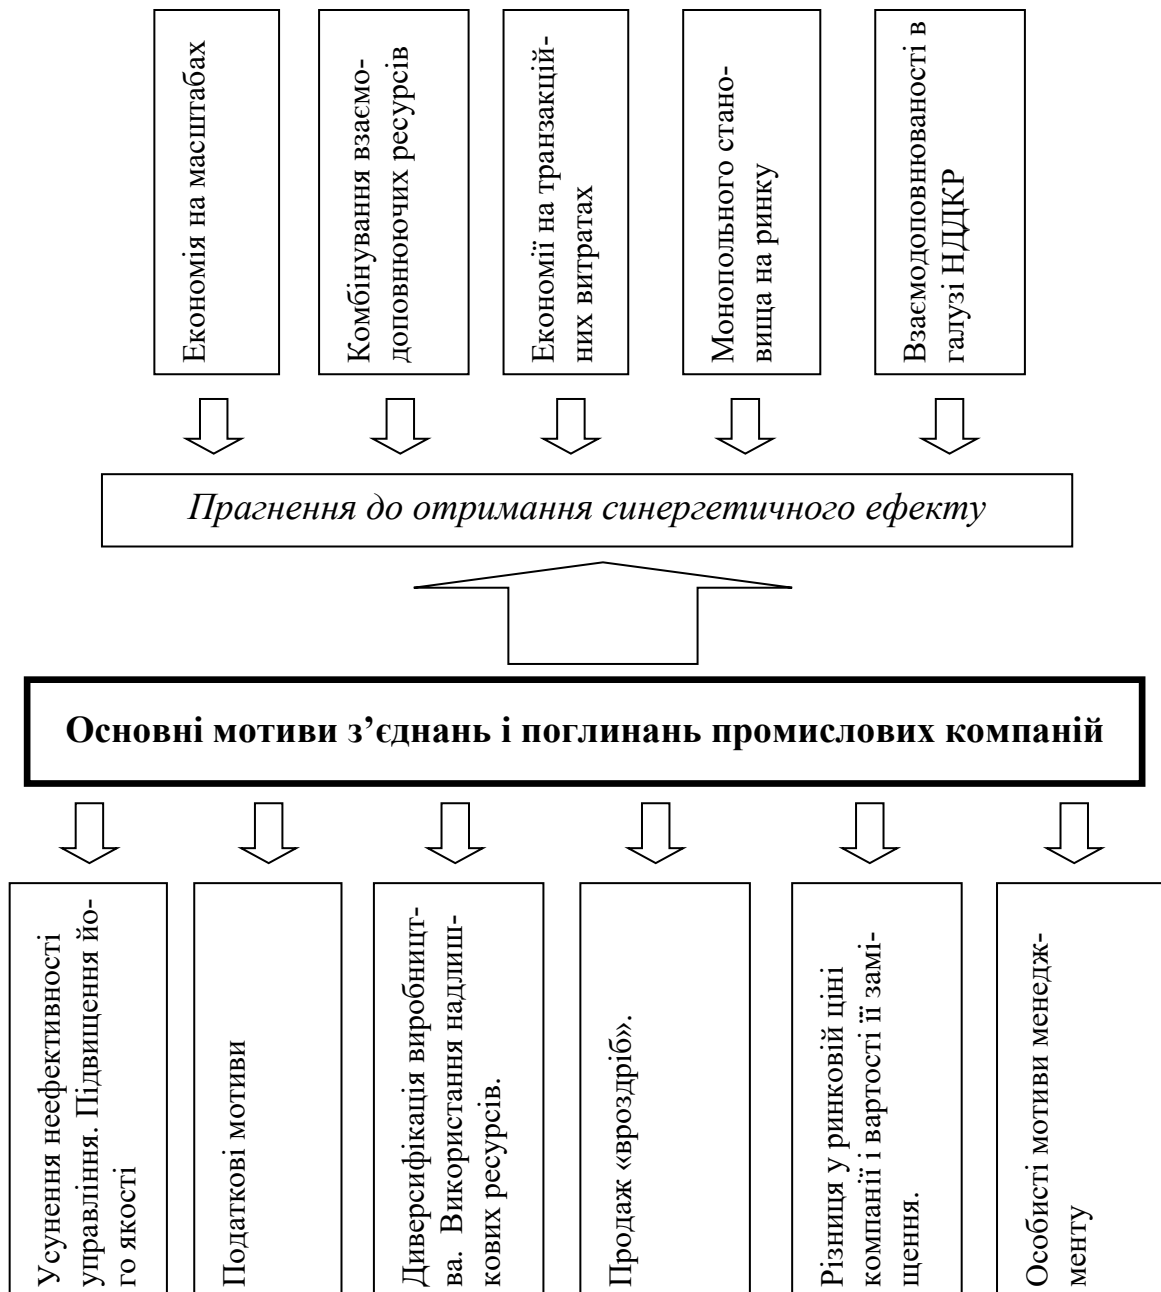 Економія на масштабах
Комбінування взаємо-
доповнюючих ресурсів
Економії на транзакцій-
них витратах
Монопольного стано-
вища на ринку
Взаємодоповнюваності в
галузі НДДКР
Прагнення до отримання синергетичного ефекту
Основні мотиви з’єднань і поглинань промислових компаній
Усунення неефективності
управління. Підвищення йо-
го якості
Податкові мотиви
Диверсифікація виробницт-
ва. Використання надлиш-
кових ресурсів.
Продаж «вроздріб».
Різниця у ринковій ціні
компанії і вартості її замі-
щення.
Особисті мотиви менедж-
менту